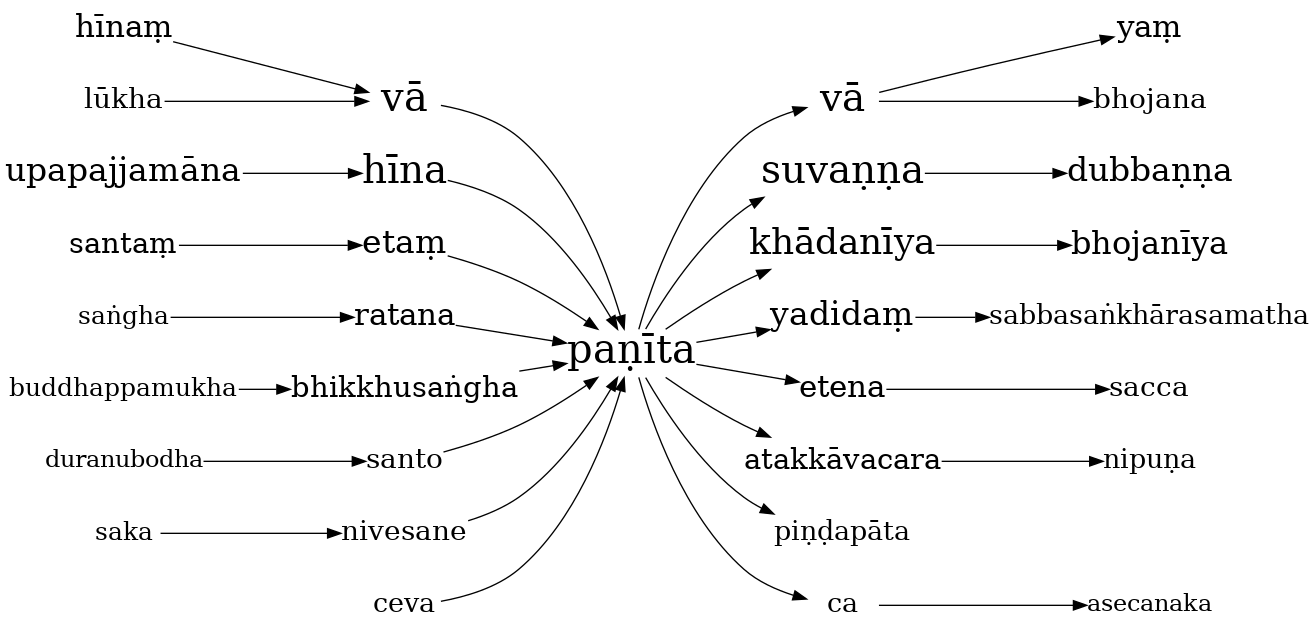 hīnaṃ yaṃ
lūkha vā vā bhojana
upapajjamāna hīna suvaṇṇa dubbaṇṇa
santaṃ etaṃ khādanīya bhojanīya
saṅgha ratana yadidaṃ sabbasaṅkhārasamatha
paṇīta
buddhappamukha bhikkhusaṅgha etena sacca
duranubodha santo atakkāvacara nipuṇa
saka nivesane piṇḍapāta
ceva ca asecanaka